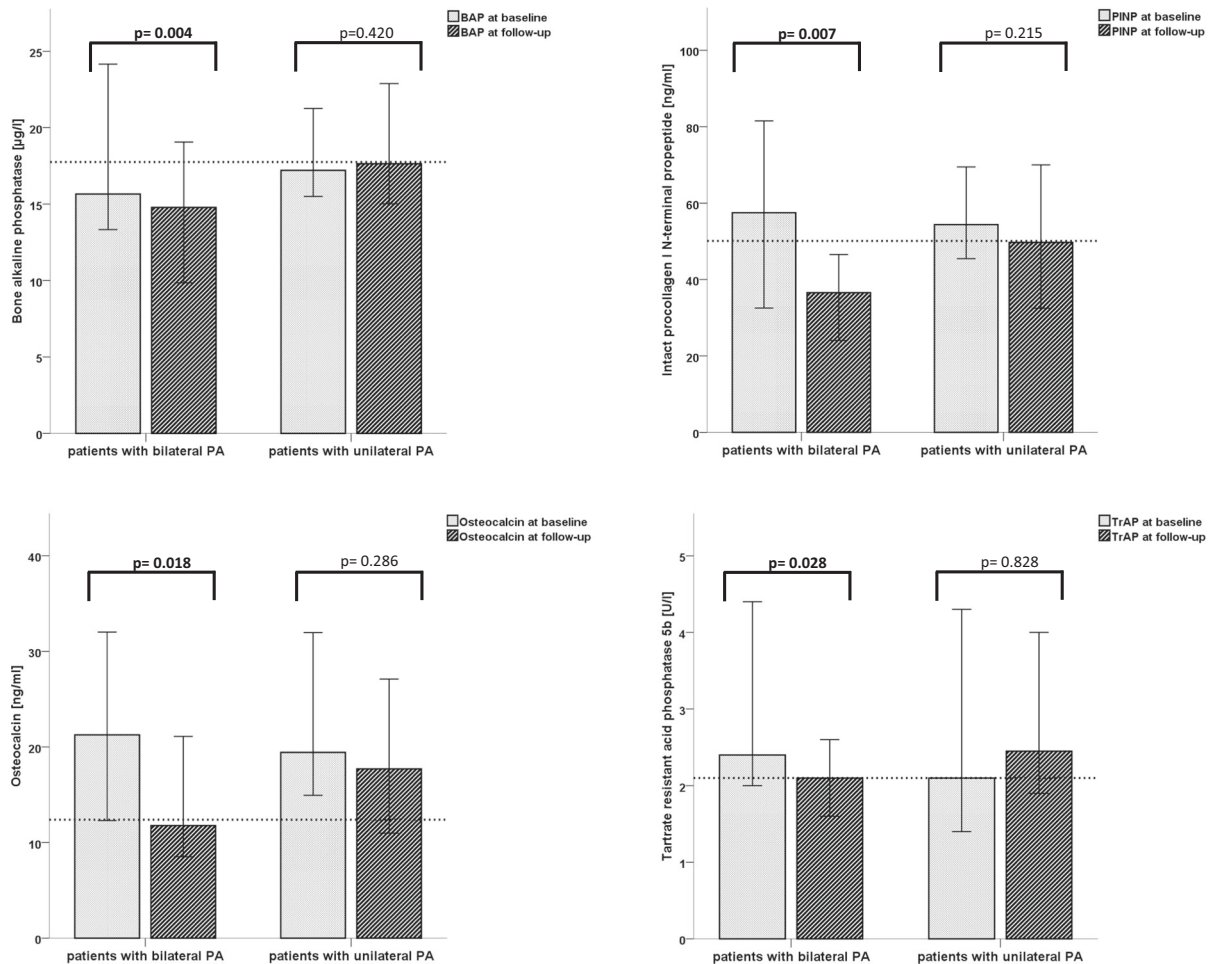 BAP at baseline
BAP at follow-up
p= 0.004
p=0.420
Bone alkaline phosphatase [µg/l]
25
20
15
10
5
0
patients with bilateral PA
patients with unilateral PA
PINP at baseline
PINP at follow-up
p= 0.007
p= 0.215
Intact procollagen I N-terminal propeptide [ng/ml]
100
80
60
40
20
0
patients with bilateral PA
patients with unilateral PA
Osteocalcin at baseline
Osteocalcin at follow-up
p= 0.018
p= 0.286
Osteocalcin [ng/ml]
40
30
20
10
0
patients with bilateral PA
patients with unilateral PA
TrAP at baseline
TrAP at follow-up
p= 0.028
p= 0.828
Tartrate resistant acid phosphatase 5b [U/l]
5
4
3
2
1
0
patients with bilateral PA
patients with unilateral PA